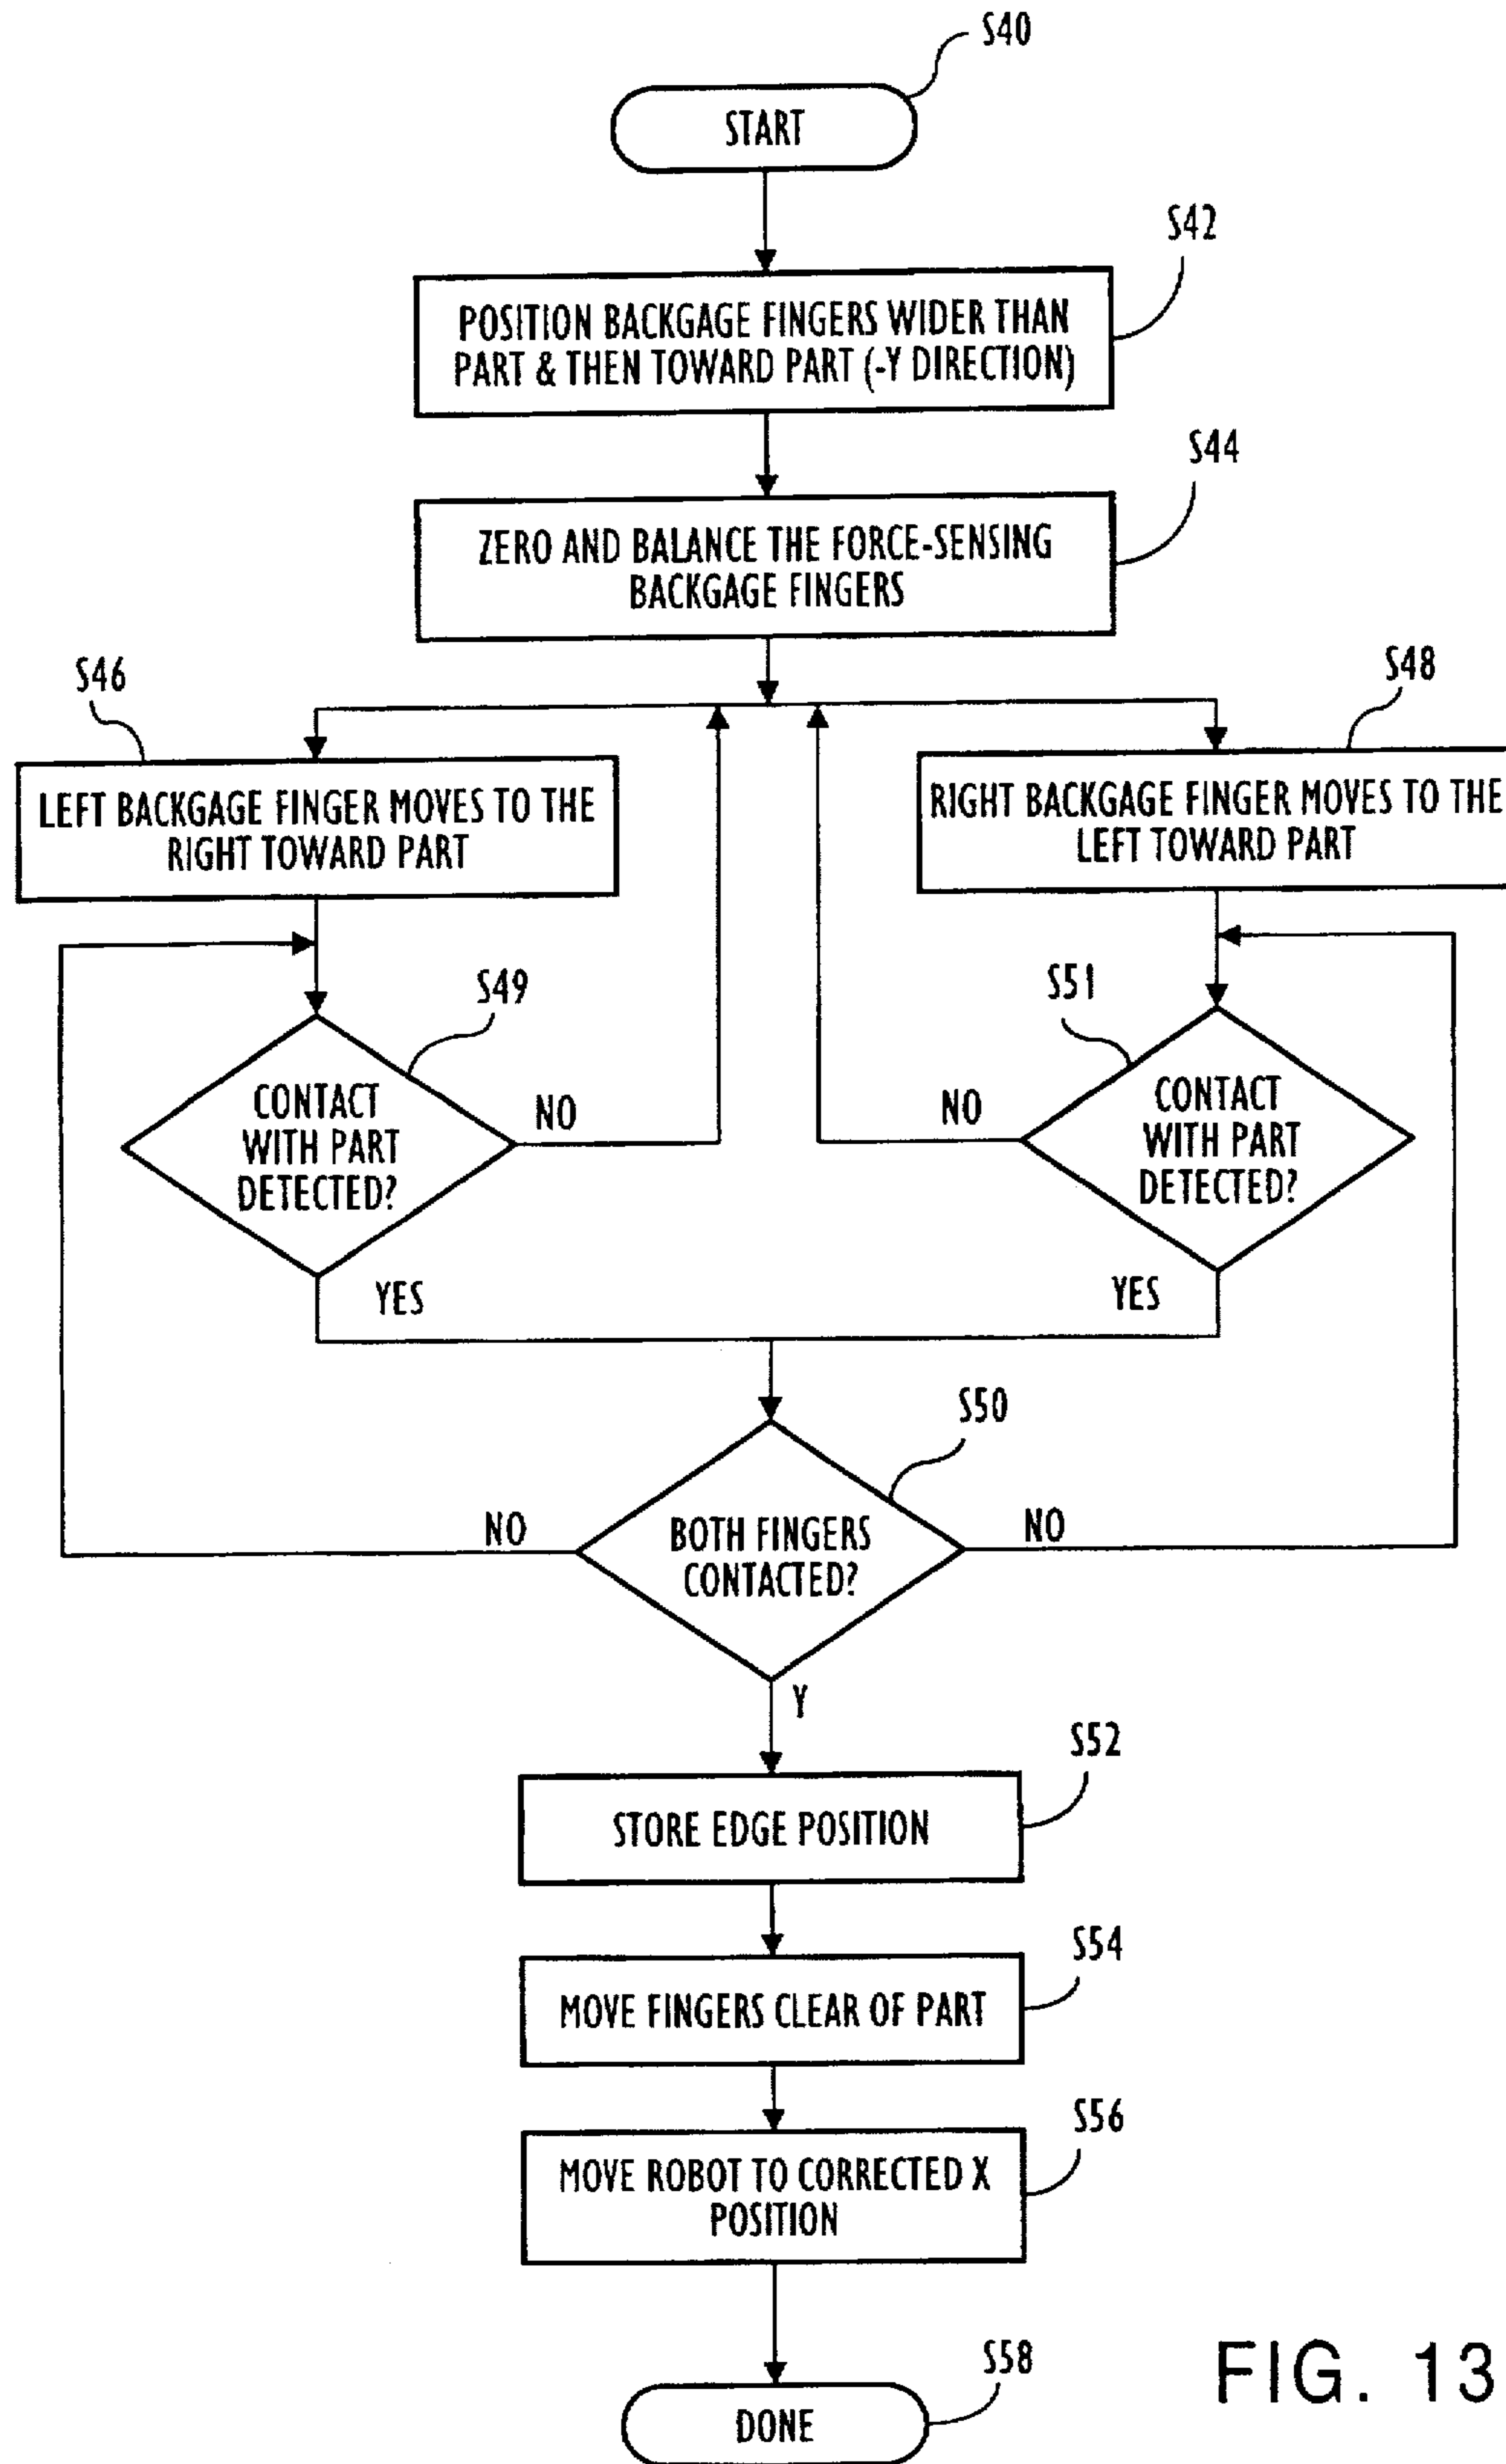 S40
START
S42
POSITION BACKGAGE FINGERS WIDER THAN
PART & THEN TOWARD PART (-Y DIRECTION)
S44
ZERO AND BALANCE THE FORCE-SENSING
BACKGAGE FINGERS
S46
LEFT BACKGAGE FINGER MOVES TO THE
RIGHT TOWARD PART
S48
RIGHT BACKGAGE FINGER MOVES TO THE
LEFT TOWARD PART
S49
CONTACT
WITH PART
DETECTED?
NO
YES
S51
CONTACT
WITH PART
DETECTED?
NO
YES
S50
BOTH FINGERS
CONTACTED?
NO
NO
Y
S52
STORE EDGE POSITION
S54
MOVE FINGERS CLEAR OF PART
S56
MOVE ROBOT TO CORRECTED X
POSITION
S58
DONE
FIG. 13